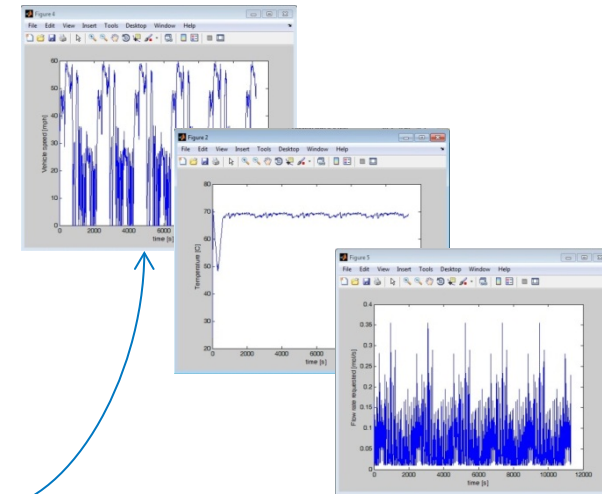 Figure 4
File Edit View Insert Tools Desktop Window Help
60
50
40
30
20
10
0
Vehicle speed [mph]
0 2000 4000 6000
time [s]
Figure 2
File Edit View Insert Tools Desktop Window Help
80
70
60
50
40
30
20
Temperature [C]
0 2000 4000 6000
time [s]
Figure 5
File Edit View Insert Tools Desktop Window Help
0.4
0.35
0.3
0.25
0.2
0.15
0.1
0.05
0
Flow rate requested [mol/s]
0 2000 4000 6000 8000 10000 12000
time [s]